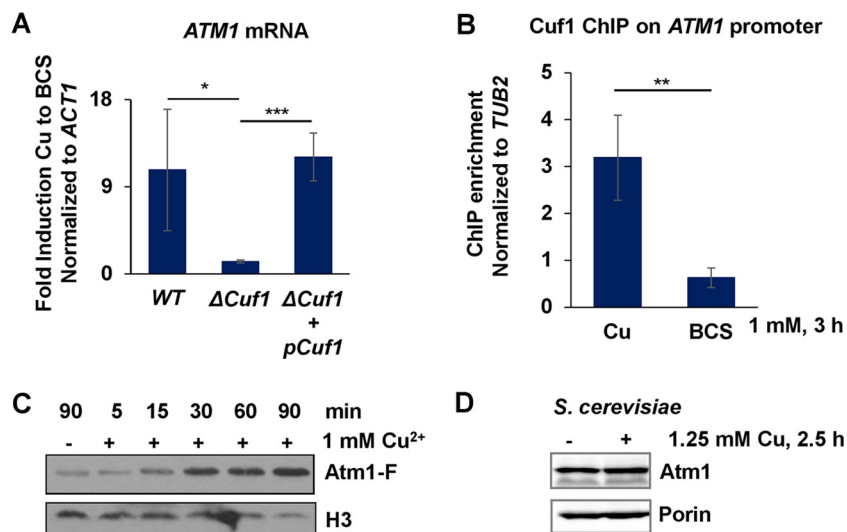 A
ATM1 mRNA
Fold Induction Cu to BCS
Normalized to ACT1
18
9
0
*
***
WT
ΔCuf1
ΔCuf1
+
pCuf1
B
Cuf1 ChIP on ATM1 promoter
ChIP enrichment
Normalized to TUB2
5
4
3
2
1
0
**
Cu BCS 1 mM, 3 h
C
90 5 15 30 60 90 min
- + + + + + 1 mM Cu²⁺
Atm1-F
H3
D
S. cerevisiae
- + 1.25 mM Cu, 2.5 h
Atm1
Porin